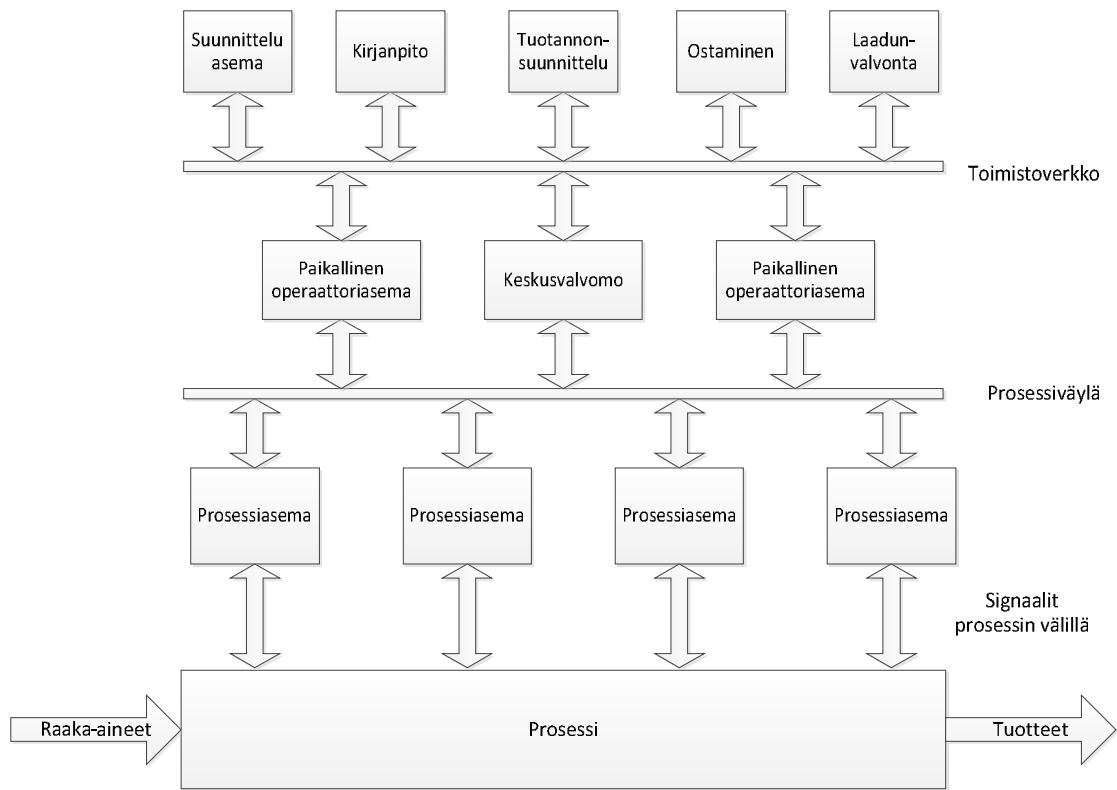 Suunnittelu
asema
Kirjanpito
Tuotannon-
suunnittelu
Ostaminen
Laadun-
valvonta
Toimistoverkko
Paikallinen
operaattoriasema
Keskusvalvomo
Paikallinen
operaattoriasema
Prosessiväylä
Prosessiasema
Prosessiasema
Prosessiasema
Prosessiasema
Signaalit
prosessin välillä
Raaka-aineet
Prosessi
Tuotteet